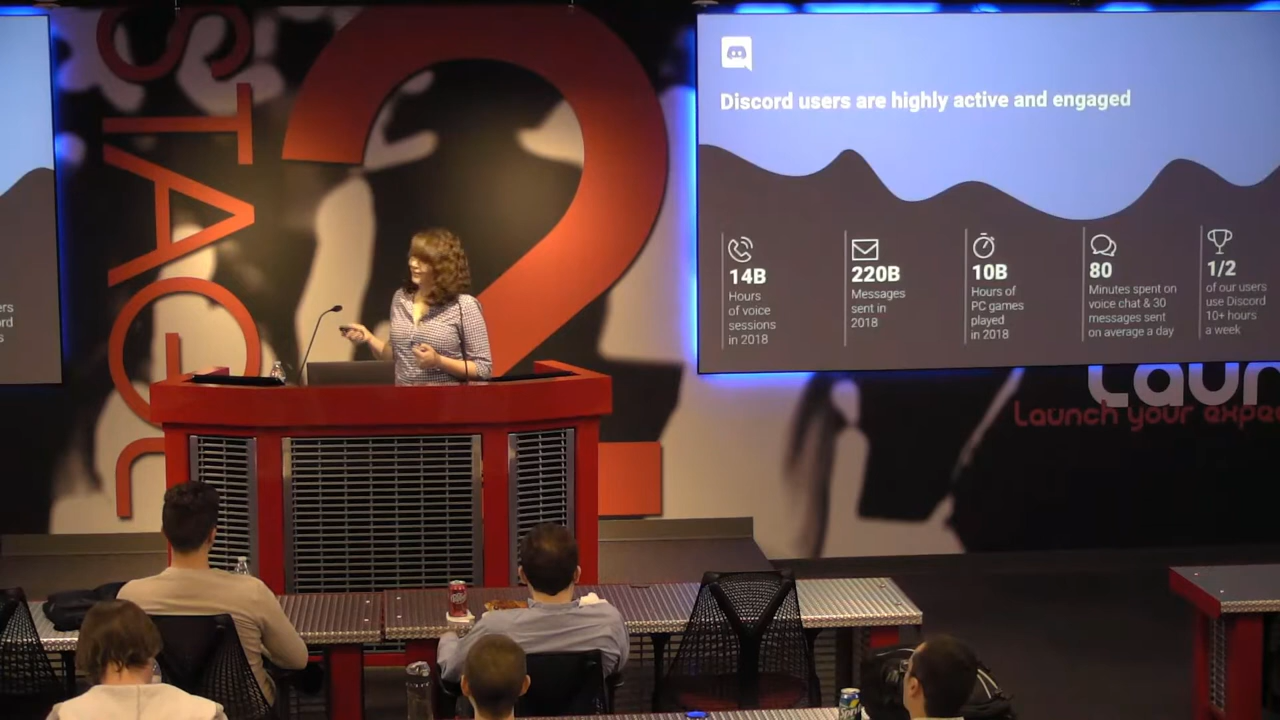 STAGE
2
Discord users are highly active and engaged
14B
Hours
of voice
sessions
in 2018
220B
Messages
sent in
2018
10B
Hours of
PC games
played
in 2018
80
Minutes spent on
voice chat & 30
messages sent
on average a day
1/2
of our users
use Discord
10+ hours
a week
Laun
Launch your expe